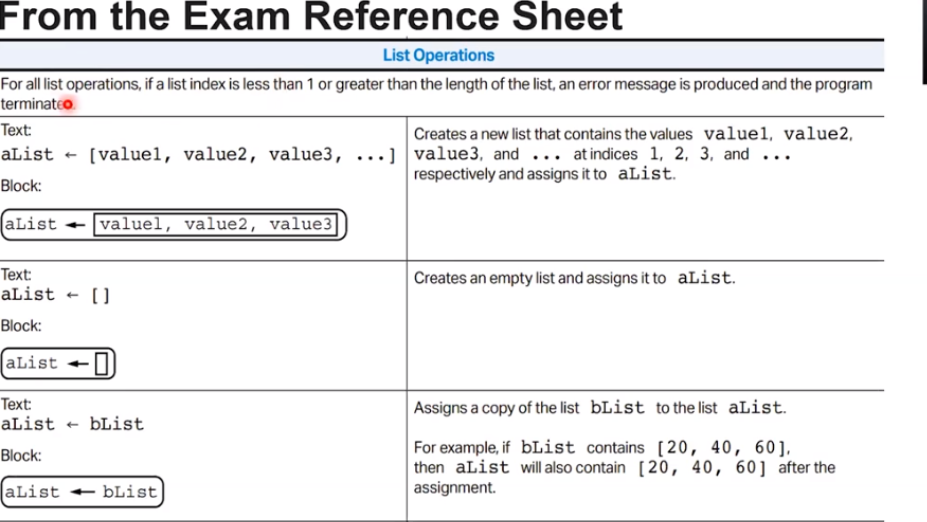 From the Exam Reference Sheet
List Operations
For all list operations, if a list index is less than 1 or greater than the length of the list, an error message is produced and the program
terminate
Text:
aList ← [value1, value2, value3, ...]
Block:
aList ← value1, value2, value3
Creates a new list that contains the values value1, value2,
value3, and ... at indices 1, 2, 3, and ...
respectively and assigns it to aList.
Text:
aList ← []
Block:
aList ←
Creates an empty list and assigns it to aList.
Text:
aList ← bList
Block:
aList ← bList
Assigns a copy of the list bList to the list aList.
For example, if bList contains [20, 40, 60],
then aList will also contain [20, 40, 60] after the
assignment.